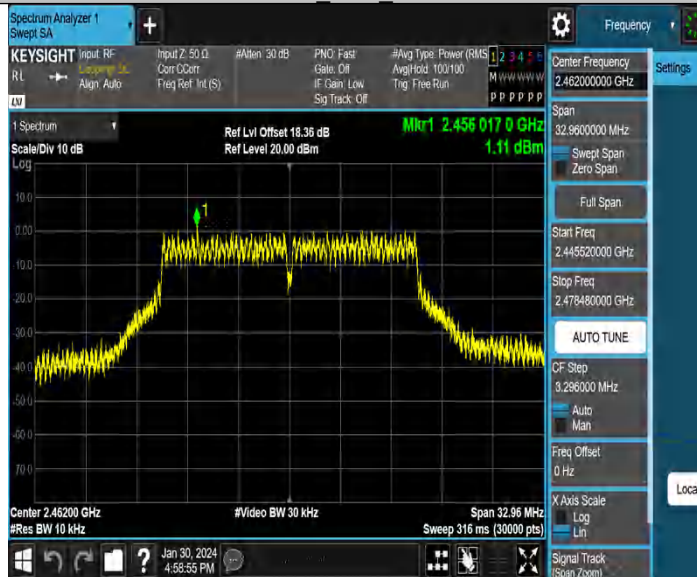 Spectrum Analyzer 1
Swept SA
+
Frequency
KEYSIGHT
RL
Input: RF
Coupling: DC
Align: Auto
Input Z: 50 Ω
Corr CCorr
Freq Ref: Int (S)
#Atten: 30 dB
PNO: Fast
Gate: Off
IF Gain: Low
Sig Track: Off
#Avg Type: Power (RMS
Avg|Hold: 100/100
Trig: Free Run
1 2 3 4 5 6
M W W W W W
P P P P P P
LXI
1 Spectrum
Scale/Div 10 dB
Log
Ref Lvl Offset 18.36 dB
Ref Level 20.00 dBm
Mkr1 2.456 017 0 GHz
1.11 dBm
1
10.0
0.00
-10.0
-20.0
-30.0
-40.0
-50.0
-60.0
-70.0
Center 2.46200 GHz
#Res BW 10 kHz
#Video BW 30 kHz
Span 32.96 MHz
Sweep 316 ms (30000 pts)
Jan 30, 2024
4:58:55 PM
?
Center Frequency
2.462000000 GHz
Settings
Span
32.9600000 MHz
Swept Span
Zero Span
Full Span
Start Freq
2.445520000 GHz
Stop Freq
2.478480000 GHz
AUTO TUNE
CF Step
3.296000 MHz
Auto
Man
Freq Offset
0 Hz
X Axis Scale
Log
Lin
Loca
Signal Track
(Span Zoom)